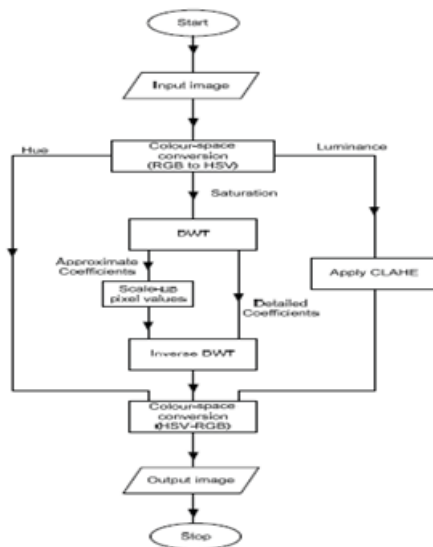 Start
Input image
Hue
Colour-space
conversion
(RGB to HSV)
Luminance
Saturation
DWT
Approximate
Coefficients
Scale-up
pixel values
Detailed
Coefficients
Apply CLAHE
Inverse DWT
Colour-space
conversion
(HSV-RGB)
Output image
Stop